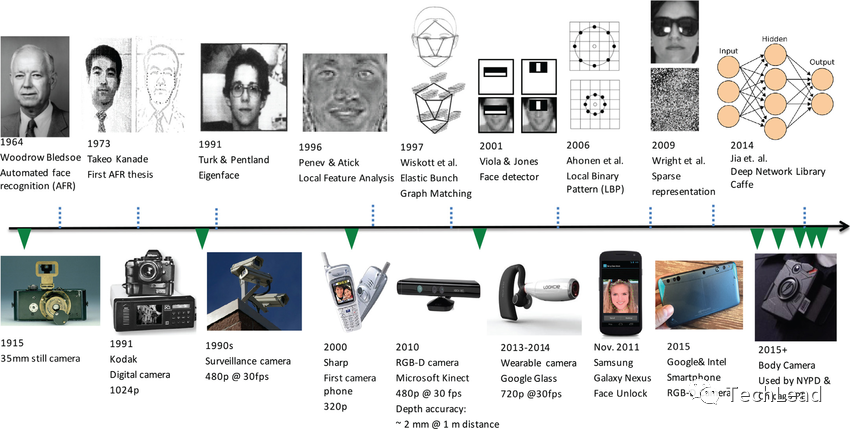 1964
Woodrow Bledsoe
Automated face
recognition (AFR)
1973
Takeo Kanade
First AFR thesis
1991
Turk & Pentland
Eigenface
1996
Penev & Atick
Local Feature Analysis
1997
Wiskott et al.
Elastic Bunch
Graph Matching
2001
Viola & Jones
Face detector
2006
Ahonen et al.
Local Binary
Pattern (LBP)
2009
Wright et al.
Sparse
representation
Input
Hidden
Output
2014
Jia et. al.
Deep Network Library
Caffe
1915
35mm still camera
1991
Kodak
Digital camera
1024p
1990s
Surveillance camera
480p @ 30fps
2000
Sharp
First camera
phone
320p
2010
RGB-D camera
Microsoft Kinect
480p @ 30 fps
Depth accuracy:
~ 2 mm @ 1 m distance
LOOXCIE
2013-2014
Wearable camera
Google Glass
720p @30fps
Nov. 2011
Samsung
Galaxy Nexus
Face Unlock
2015
Google& Intel
Smartphone
2015+
Body Camera
Used by NYPD &
TechLead